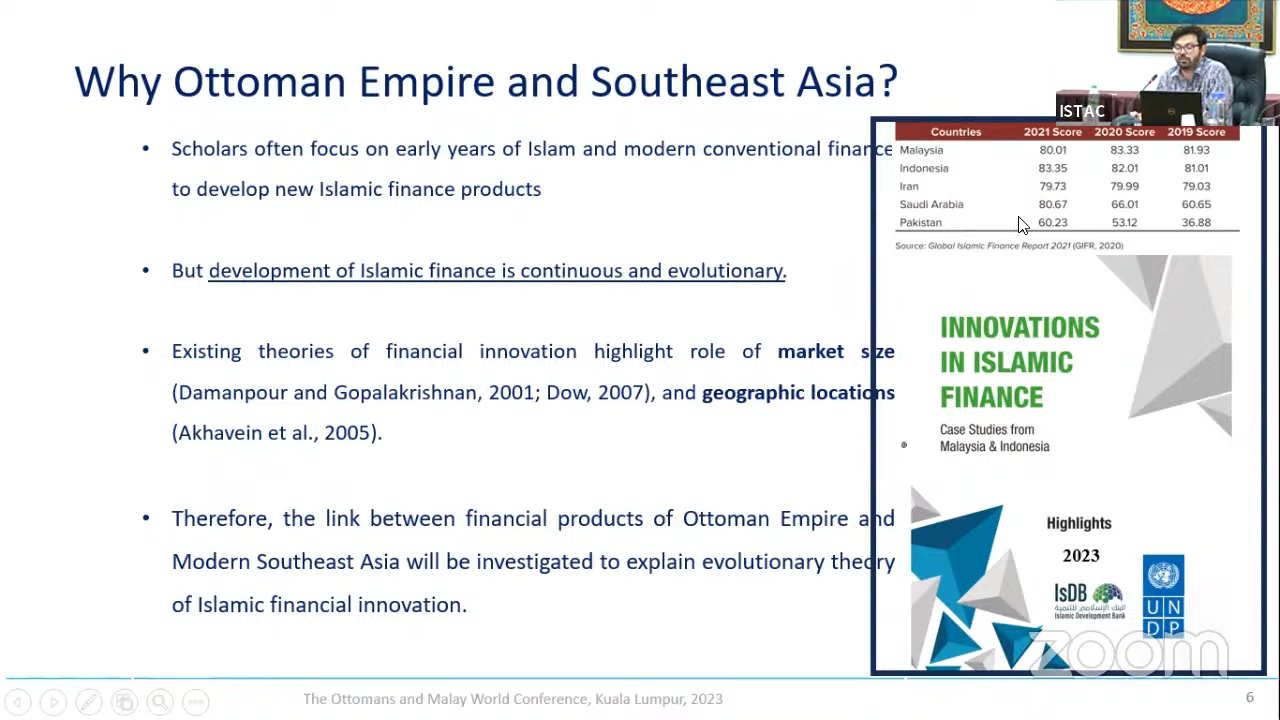 Why Ottoman Empire and Southeast Asia?
• Scholars often focus on early years of Islam and modern conventional finance
to develop new Islamic finance products
• But development of Islamic finance is continuous and evolutionary.
• Existing theories of financial innovation highlight role of market size
(Damanpour and Gopalakrishnan, 2001; Dow, 2007), and geographic locations
(Akhavein et al., 2005).
• Therefore, the link between financial products of Ottoman Empire and
Modern Southeast Asia will be investigated to explain evolutionary theory
of Islamic financial innovation.
ISTAC
Countries 2021 Score 2020 Score 2019 Score
Malaysia 80.01 83.33 81.93
Indonesia 83.35 82.01 81.01
Iran 79.73 79.99 79.03
Saudi Arabia 80.67 66.01 60.65
Pakistan 60.23 53.12 36.88
Source: Global Islamic Finance Report 2021 (GIFR, 2020)
INNOVATIONS
IN ISLAMIC
FINANCE
Case Studies from
Malaysia & Indonesia
Highlights
2023
IsDB
البنك الإسلامي للتنمية
Islamic Development Bank
U N
D P
zoom
The Ottomans and Malay World Conference, Kuala Lumpur, 2023
6